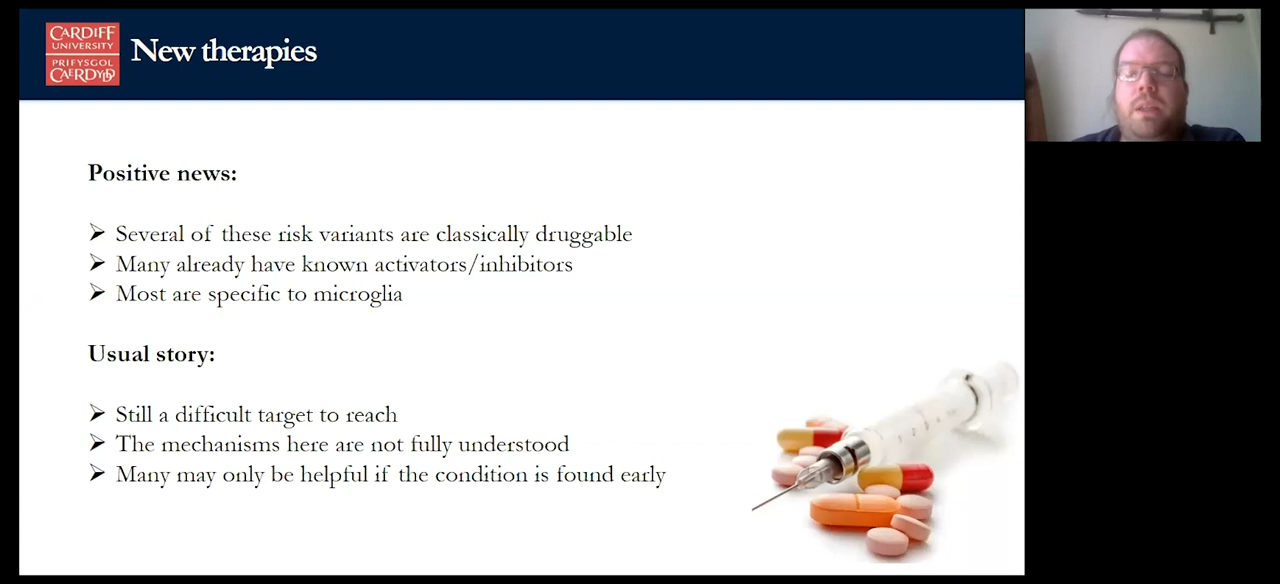 CARDIFF
UNIVERSITY
PRIFYSGOL
CAERDYDD
New therapies
Positive news:
➢ Several of these risk variants are classically druggable
➢ Many already have known activators/inhibitors
➢ Most are specific to microglia
Usual story:
➢ Still a difficult target to reach
➢ The mechanisms here are not fully understood
➢ Many may only be helpful if the condition is found early